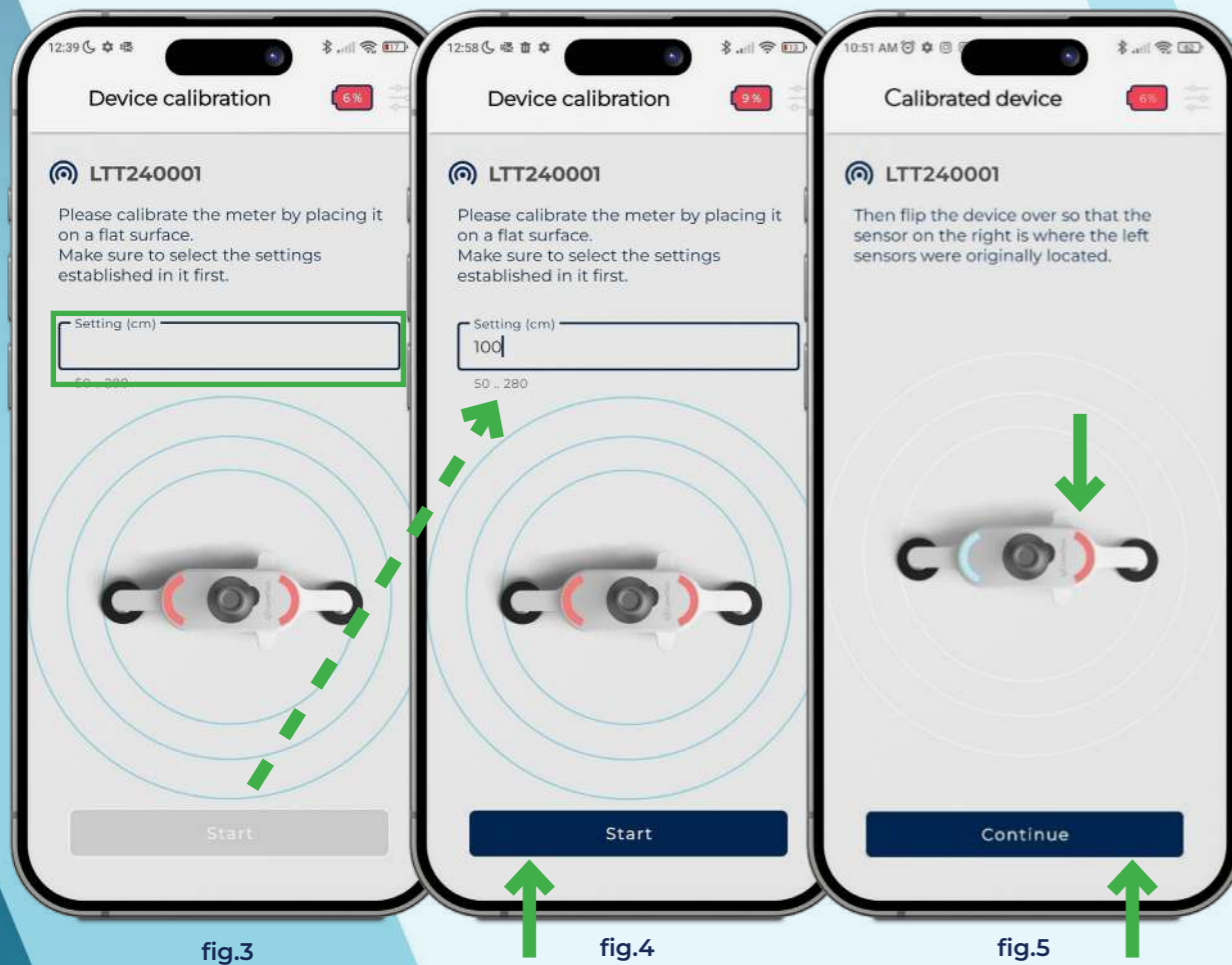 12:39
17
Device calibration
6%
LTT240001
Please calibrate the meter by placing it
on a flat surface.
Make sure to select the settings
established in it first.
Setting (cm)
50 .. 280
Start
fig.3
12:58
Device calibration
9%
LTT240001
Please calibrate the meter by placing it
on a flat surface.
Make sure to select the settings
established in it first.
Setting (cm)
100
50 .. 280
Start
fig.4
10:51 AM
62
Calibrated device
6%
LTT240001
Then flip the device over so that the
sensor on the right is where the left
sensors were originally located.
Continue
fig.5